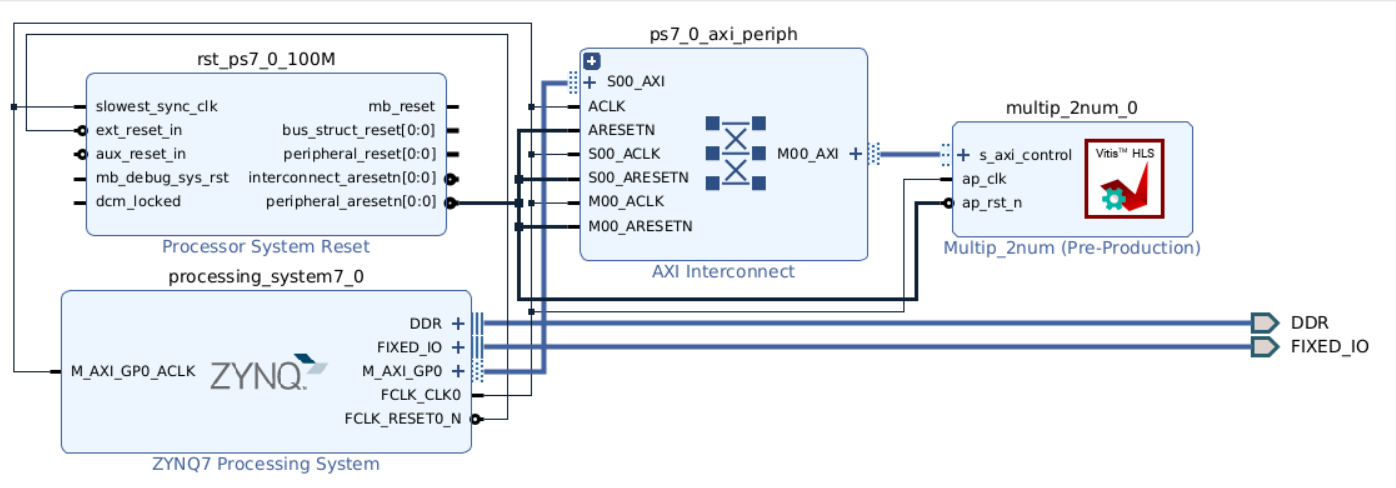 rst_ps7_0_100M
slowest_sync_clk
ext_reset_in
aux_reset_in
mb_debug_sys_rst
dcm_locked
mb_reset
bus_struct_reset[0:0]
peripheral_reset[0:0]
interconnect_aresetn[0:0]
peripheral_aresetn[0:0]
Processor System Reset
ps7_0_axi_periph
S00_AXI
ACLK
ARESETN
S00_ACLK
S00_ARESETN
M00_ACLK
M00_ARESETN
M00_AXI
AXI Interconnect
multip_2num_0
s_axi_control
ap_clk
ap_rst_n
Vitis™ HLS
Multip_2num (Pre-Production)
processing_system7_0
M_AXI_GP0_ACLK
ZYNQ
DDR
FIXED_IO
M_AXI_GP0
FCLK_CLK0
FCLK_RESET0_N
ZYNQ7 Processing System
DDR
FIXED_IO